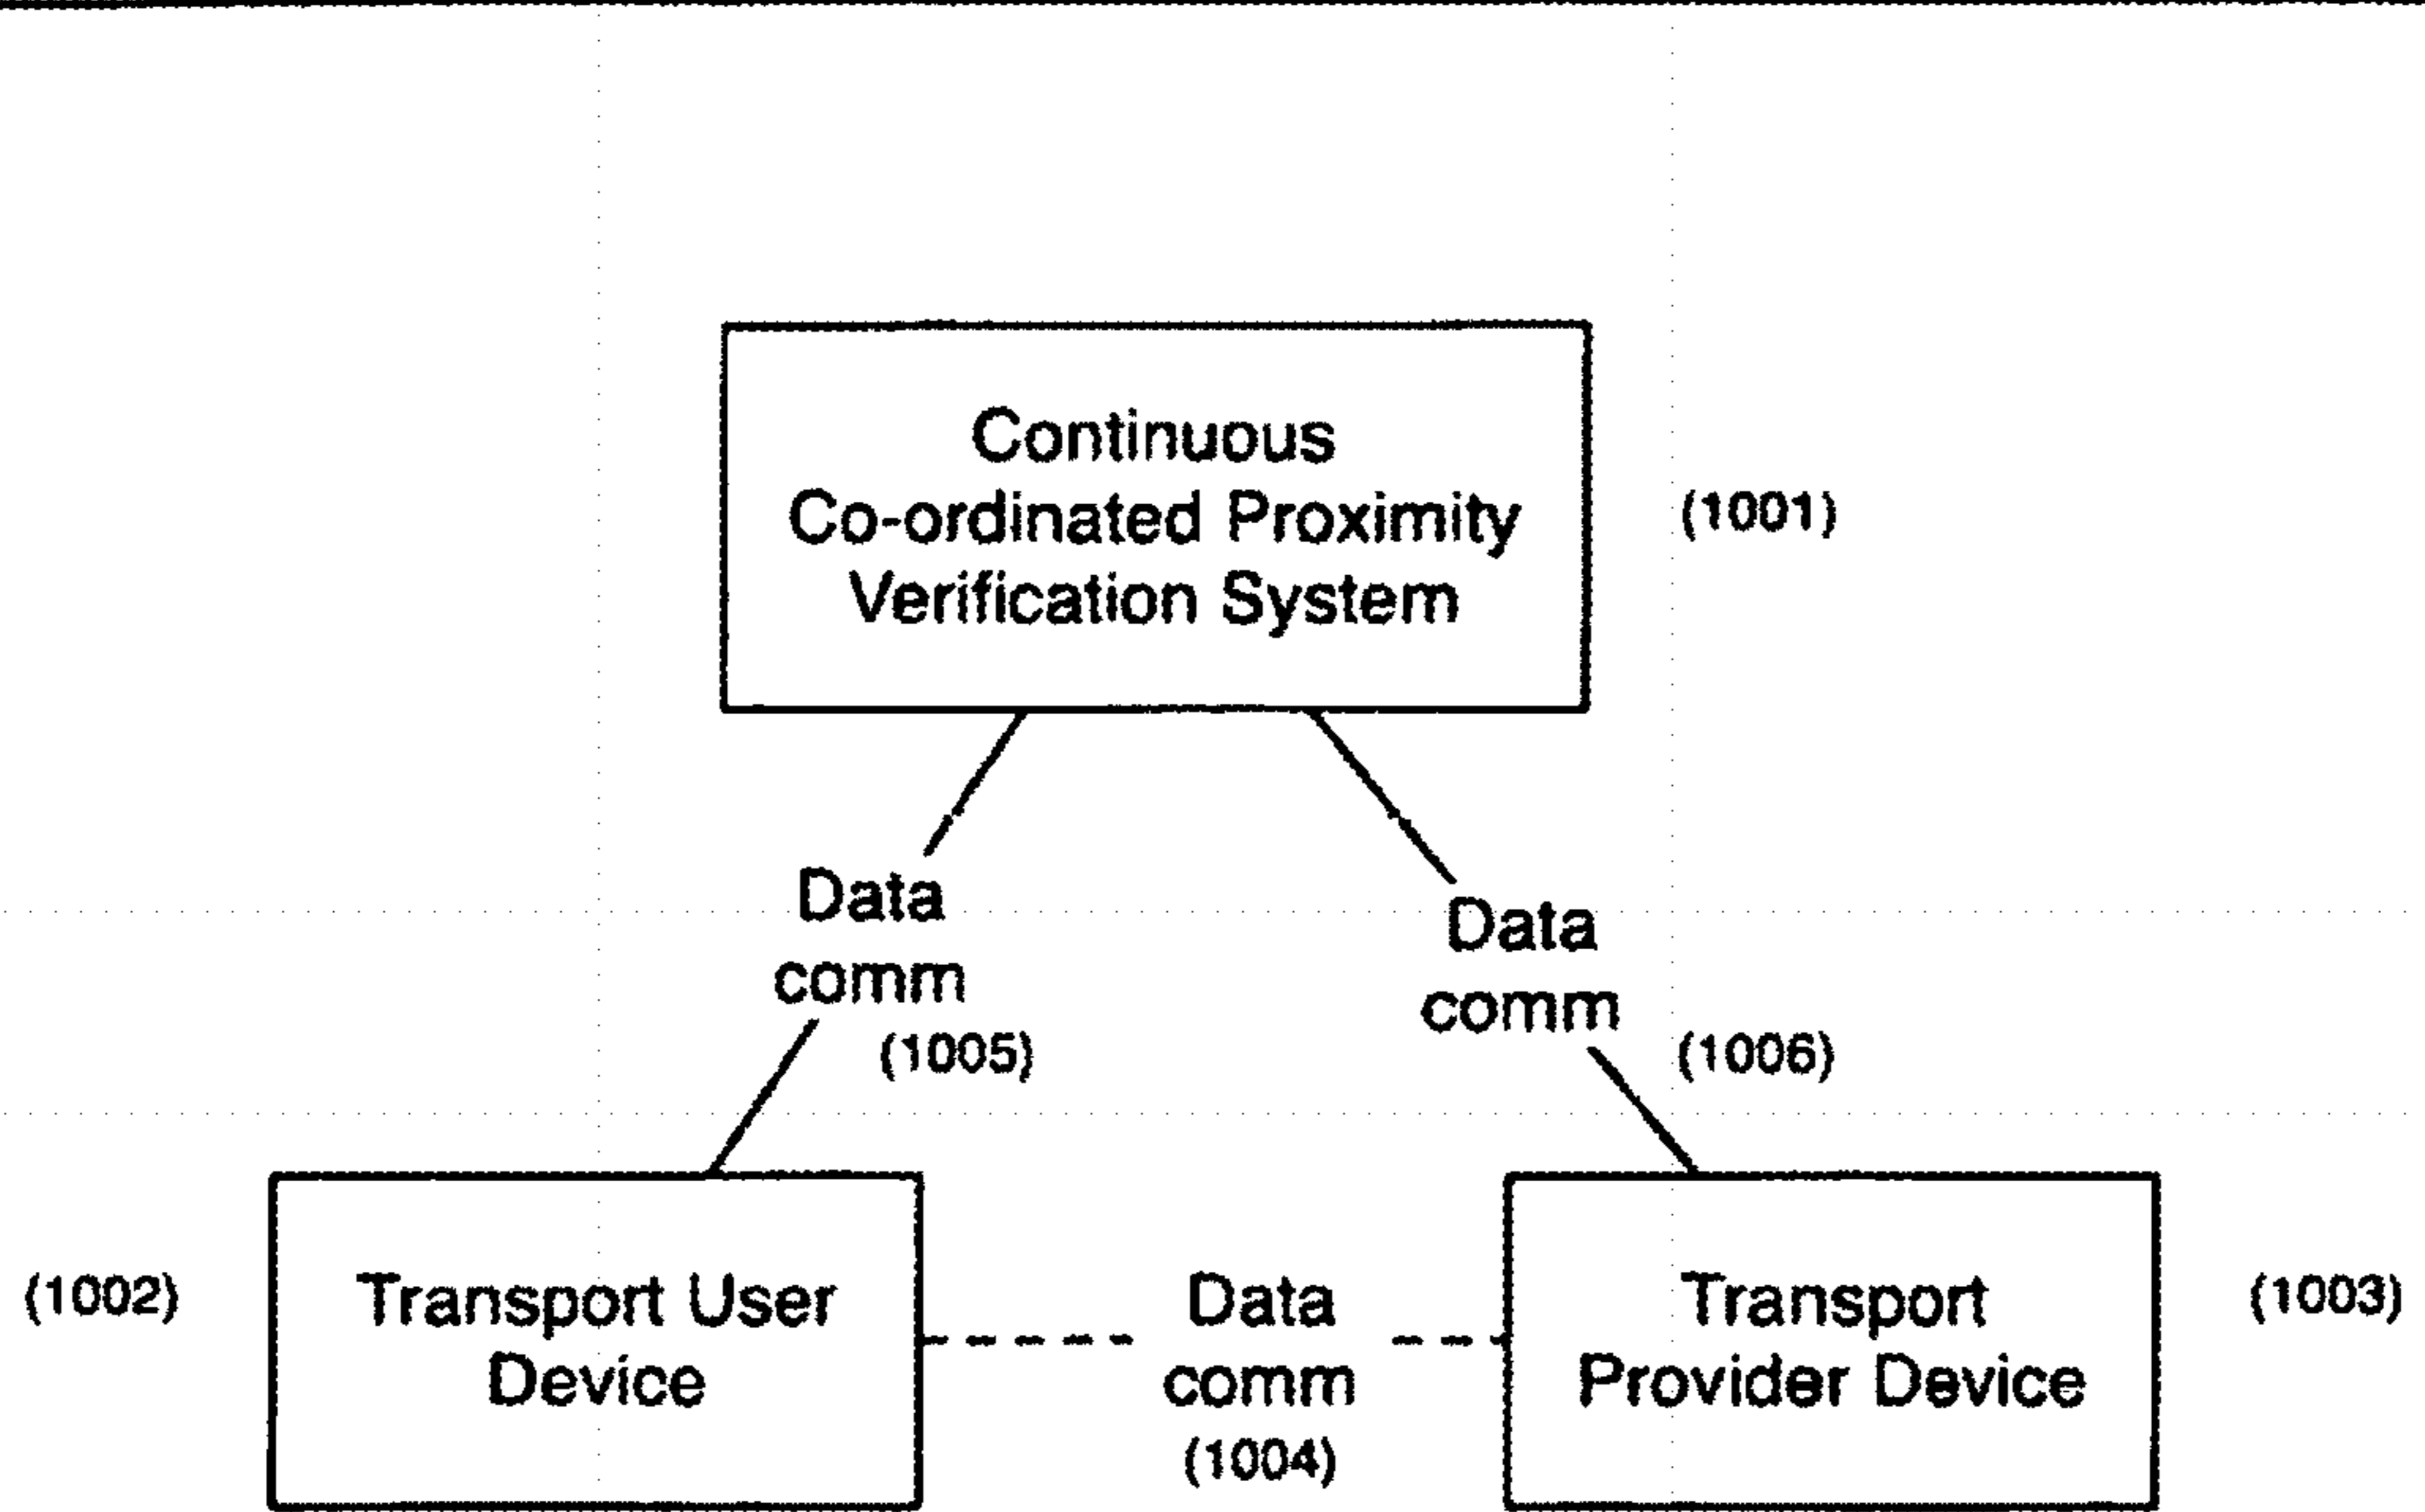 Continuous
Co-ordinated Proximity
Verification System
(1001)
Data
comm
(1005)
Data
comm
(1006)
(1002)
Transport User
Device
Data
comm
(1004)
Transport
Provider Device
(1003)